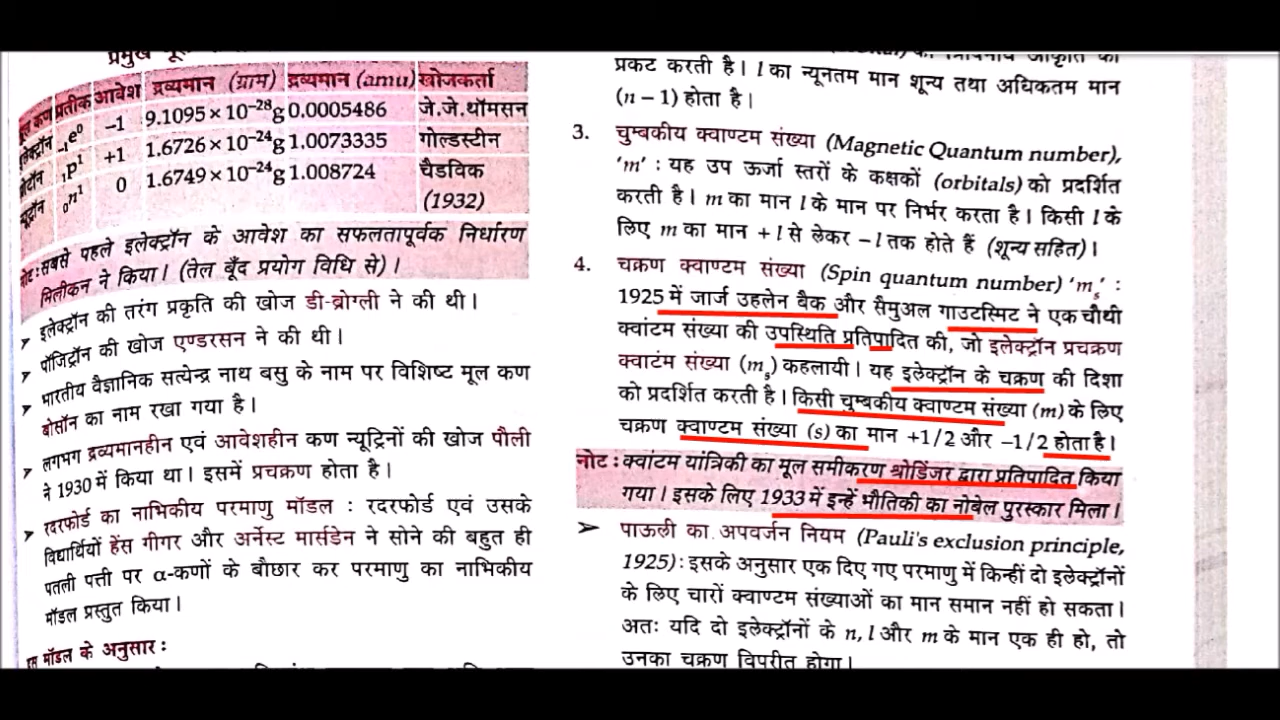 प्रमुख
मूल कण प्रतीक आवेश द्रव्यमान (ग्राम) द्रव्यमान (amu) खोजकर्ता
इलेक्ट्रॉन ₋₁e⁰ −1 9.1095×10⁻²⁸g 0.0005486 जे.जे.थॉमसन
प्रोटॉन ₁p¹ +1 1.6726×10⁻²⁴g 1.0073335 गोल्डस्टीन
न्यूट्रॉन ₀n¹ 0 1.6749×10⁻²⁴g 1.008724 चैडविक
(1932)
नोट : सबसे पहले इलेक्ट्रॉन के आवेश का सफलतापूर्वक निर्धारण
मिलीकन ने किया। (तेल बूँद प्रयोग विधि से)।
➤ इलेक्ट्रॉन की तरंग प्रकृति की खोज डी-ब्रोग्ली ने की थी।
➤ पॉजिट्रॉन की खोज एण्डरसन ने की थी।
➤ भारतीय वैज्ञानिक सत्येन्द्र नाथ बसु के नाम पर विशिष्ट मूल कण
बोसॉन का नाम रखा गया है।
➤ लगभग द्रव्यमानहीन एवं आवेशहीन कण न्यूट्रिनों की खोज पौली
ने 1930 में किया था। इसमें प्रचक्रण होता है।
➤ रदरफोर्ड का नाभिकीय परमाणु मॉडल : रदरफोर्ड एवं उसके
विद्यार्थियों हेंस गीगर और अर्नेस्ट मार्सडेन ने सोने की बहुत ही
पतली पत्ती पर α-कणों के बौछार कर परमाणु का नाभिकीय
मॉडल प्रस्तुत किया।
इस मॉडल के अनुसार :
प्रकट करती है। l का न्यूनतम मान शून्य तथा अधिकतम मान
(n − 1) होता है।
3. चुम्बकीय क्वाण्टम संख्या (Magnetic Quantum number),
‘m’ : यह उप ऊर्जा स्तरों के कक्षकों (orbitals) को प्रदर्शित
करती है। m का मान l के मान पर निर्भर करता है। किसी l के
लिए m का मान + l से लेकर − l तक होते हैं (शून्य सहित)।
4. चक्रण क्वाण्टम संख्या (Spin quantum number) ‘mₛ’ :
1925 में जार्ज उहलेन बैक और सैमुअल गाउटस्मिट ने एक चौथी
क्वांटम संख्या की उपस्थिति प्रतिपादित की, जो इलेक्ट्रॉन प्रचक्रण
क्वाटंम संख्या (mₛ) कहलायी। यह इलेक्ट्रॉन के चक्रण की दिशा
को प्रदर्शित करती है। किसी चुम्बकीय क्वाण्टम संख्या (m) के लिए
चक्रण क्वाण्टम संख्या (s) का मान +1/2 और −1/2 होता है।
नोट : क्वांटम यांत्रिकी का मूल समीकरण श्रोडिंजर द्वारा प्रतिपादित किया
गया। इसके लिए 1933 में इन्हें भौतिकी का नोबेल पुरस्कार मिला।
➤ पाऊली का अपवर्जन नियम (Pauli's exclusion principle,
1925) : इसके अनुसार एक दिए गए परमाणु में किन्हीं दो इलेक्ट्रॉनों
के लिए चारों क्वाण्टम संख्याओं का मान समान नहीं हो सकता।
अतः यदि दो इलेक्ट्रॉनों के n, l और m के मान एक ही हो, तो
उनका चक्रण विपरीत होगा।